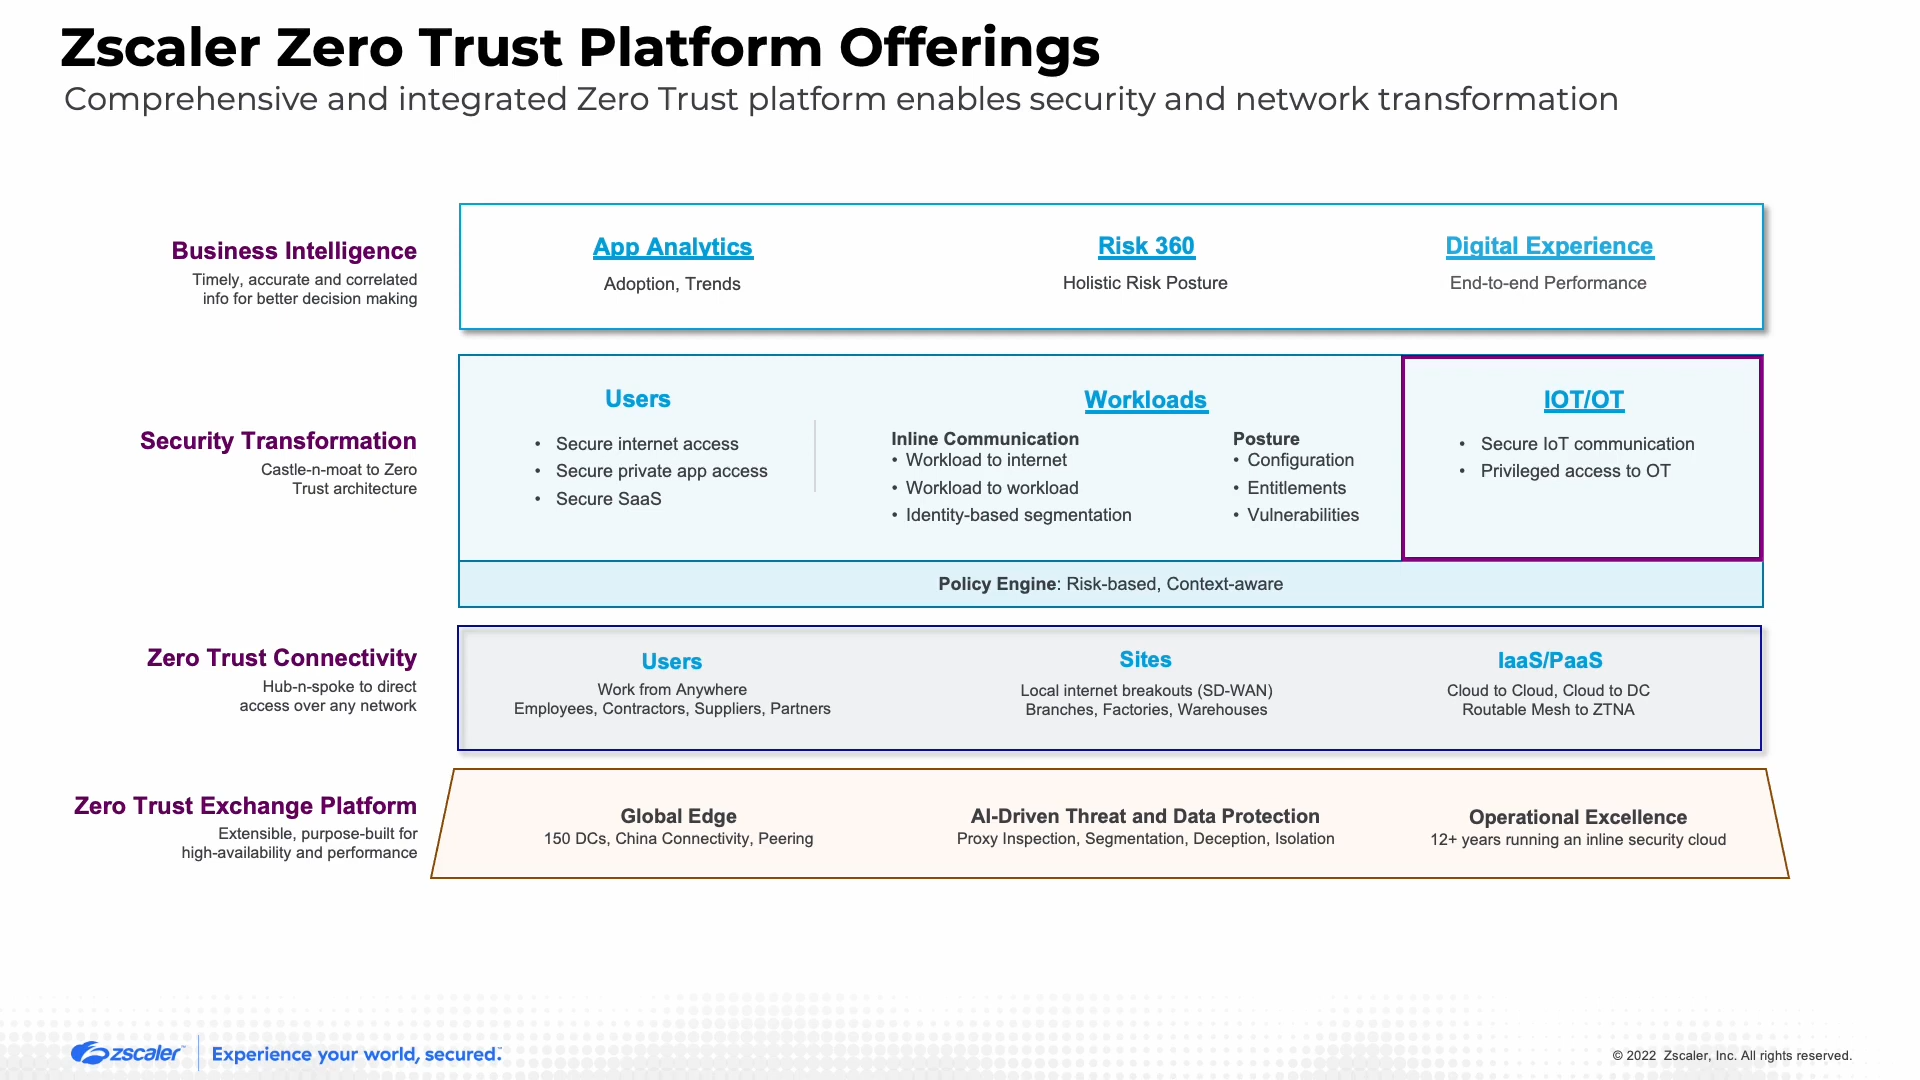 Zscaler Zero Trust Platform Offerings
Comprehensive and integrated Zero Trust platform enables security and network transformation
Business Intelligence
Timely, accurate and correlated
info for better decision making
App Analytics
Adoption, Trends
Risk 360
Holistic Risk Posture
Digital Experience
End-to-end Performance
Security Transformation
Castle-n-moat to Zero
Trust architecture
Users
• Secure internet access
• Secure private app access
• Secure SaaS
Workloads
Inline Communication
• Workload to internet
• Workload to workload
• Identity-based segmentation
Posture
• Configuration
• Entitlements
• Vulnerabilities
IOT/OT
• Secure IoT communication
• Privileged access to OT
Policy Engine: Risk-based, Context-aware
Zero Trust Connectivity
Hub-n-spoke to direct
access over any network
Users
Work from Anywhere
Employees, Contractors, Suppliers, Partners
Sites
Local internet breakouts (SD-WAN)
Branches, Factories, Warehouses
IaaS/PaaS
Cloud to Cloud, Cloud to DC
Routable Mesh to ZTNA
Zero Trust Exchange Platform
Extensible, purpose-built for
high-availability and performance
Global Edge
150 DCs, China Connectivity, Peering
AI-Driven Threat and Data Protection
Proxy Inspection, Segmentation, Deception, Isolation
Operational Excellence
12+ years running an inline security cloud
zscaler™
Experience your world, secured.™
© 2022 Zscaler, Inc. All rights reserved.